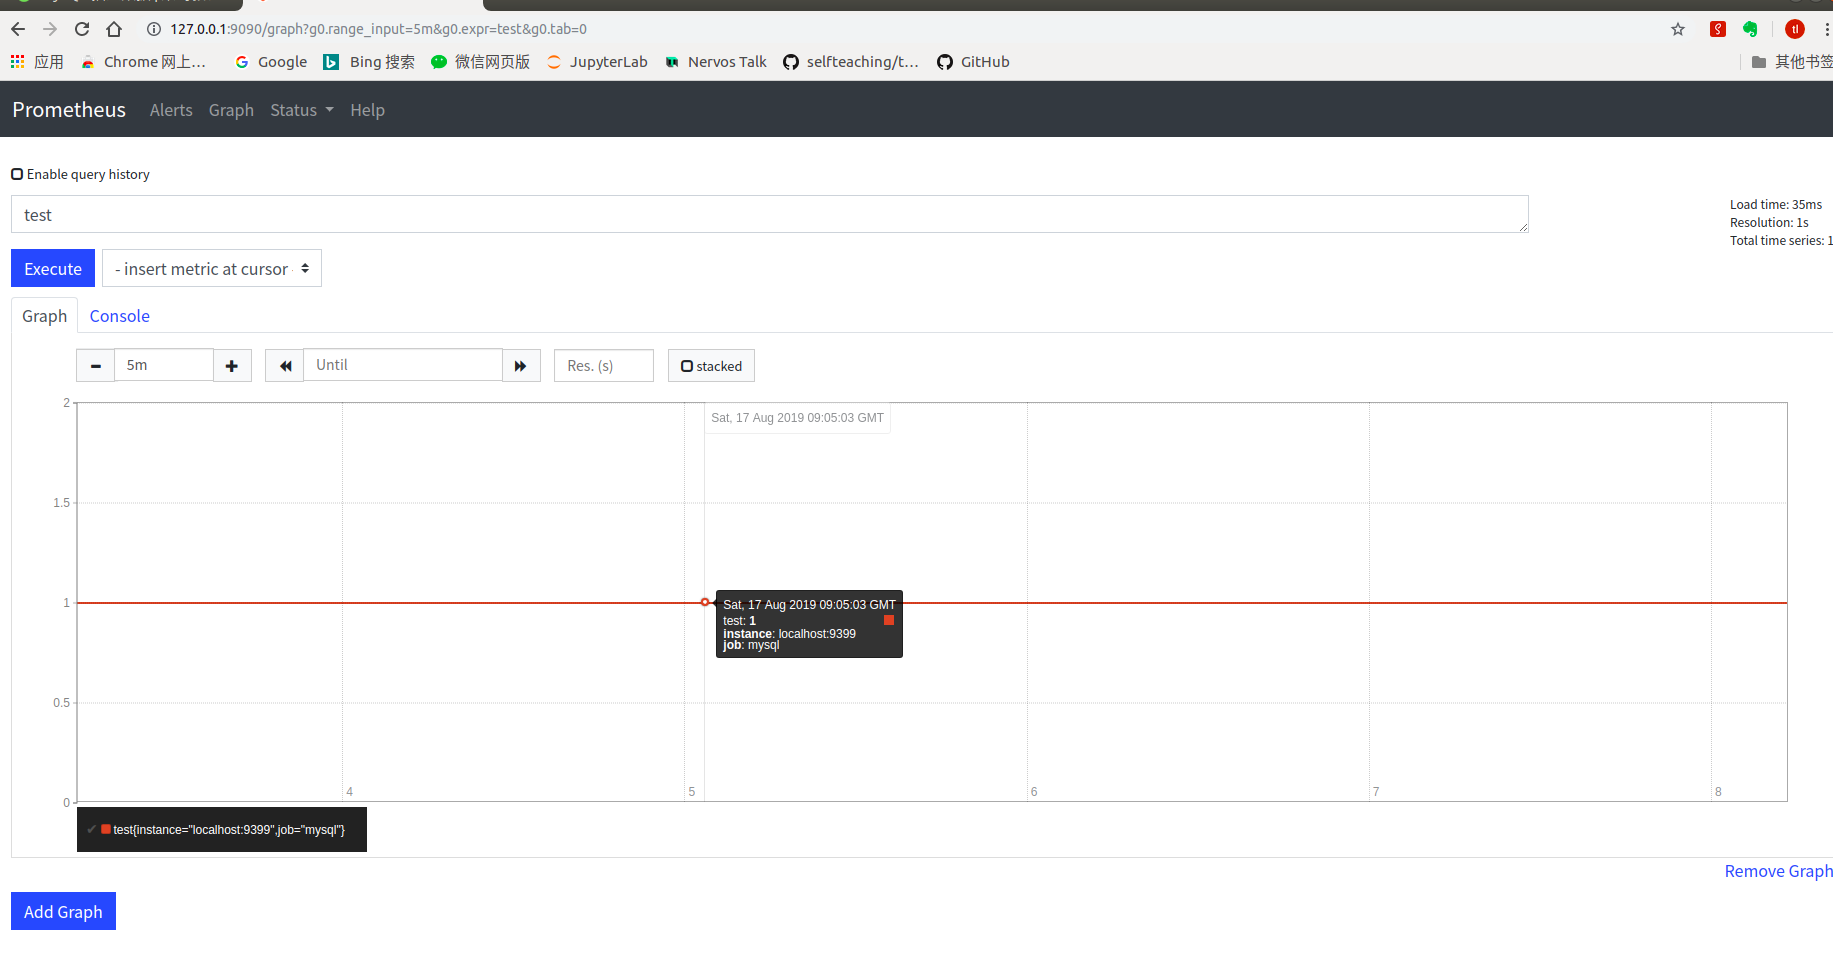 127.0.0.1:9090/graph?g0.range_input=5m&g0.expr=test&g0.tab=0
应用 Chrome 网上… Google Bing 搜索 微信网页版 JupyterLab Nervos Talk selfteaching/t… GitHub 其他书签
Prometheus Alerts Graph Status Help
Enable query history
test
Load time: 35ms
Resolution: 1s
Total time series: 1
Execute - insert metric at cursor
Graph Console
5m Until Res. (s) stacked
2
Sat, 17 Aug 2019 09:05:03 GMT
1.5
1
Sat, 17 Aug 2019 09:05:03 GMT
test: 1
instance: localhost:9399
job: mysql
0.5
4 5 6 7 8
0
test{instance="localhost:9399",job="mysql"}
Remove Graph
Add Graph